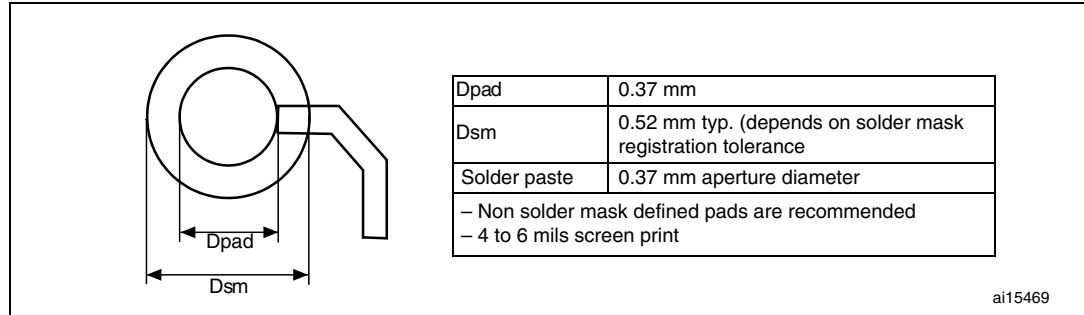 Dpad
Dsm
Dpad 0.37 mm
Dsm 0.52 mm typ. (depends on solder mask
registration tolerance
Solder paste 0.37 mm aperture diameter
– Non solder mask defined pads are recommended
– 4 to 6 mils screen print
ai15469